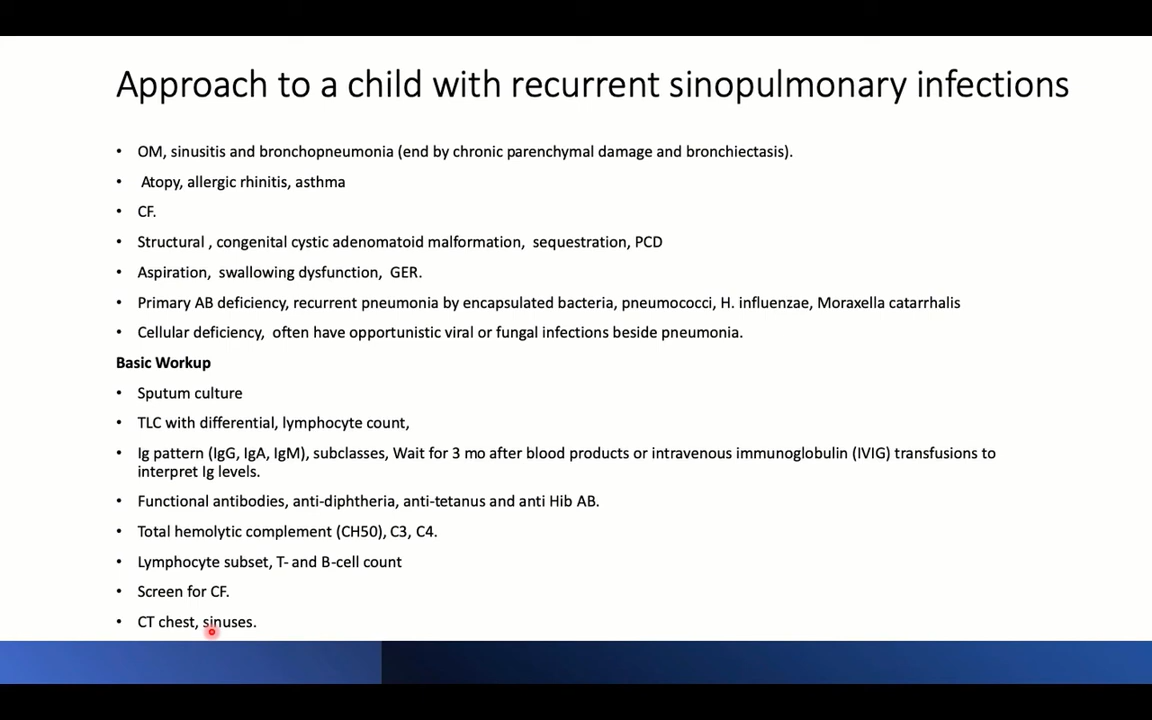 Approach to a child with recurrent sinopulmonary infections
• OM, sinusitis and bronchopneumonia (end by chronic parenchymal damage and bronchiectasis).
• Atopy, allergic rhinitis, asthma
• CF.
• Structural , congenital cystic adenomatoid malformation, sequestration, PCD
• Aspiration, swallowing dysfunction, GER.
• Primary AB deficiency, recurrent pneumonia by encapsulated bacteria, pneumococci, H. influenzae, Moraxella catarrhalis
• Cellular deficiency, often have opportunistic viral or fungal infections beside pneumonia.
Basic Workup
• Sputum culture
• TLC with differential, lymphocyte count,
• Ig pattern (IgG, IgA, IgM), subclasses, Wait for 3 mo after blood products or intravenous immunoglobulin (IVIG) transfusions to
interpret Ig levels.
• Functional antibodies, anti-diphtheria, anti-tetanus and anti Hib AB.
• Total hemolytic complement (CH50), C3, C4.
• Lymphocyte subset, T- and B-cell count
• Screen for CF.
• CT chest, sinuses.